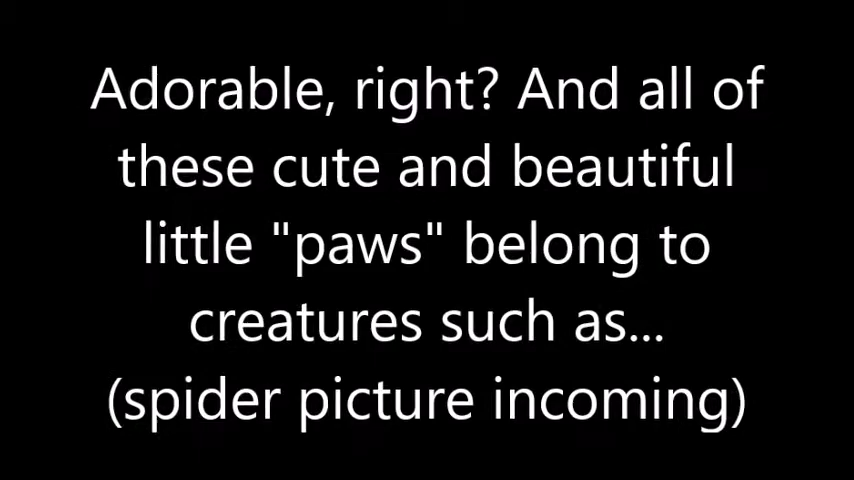 Adorable, right? And all of
these cute and beautiful
little "paws" belong to
creatures such as...
(spider picture incoming)